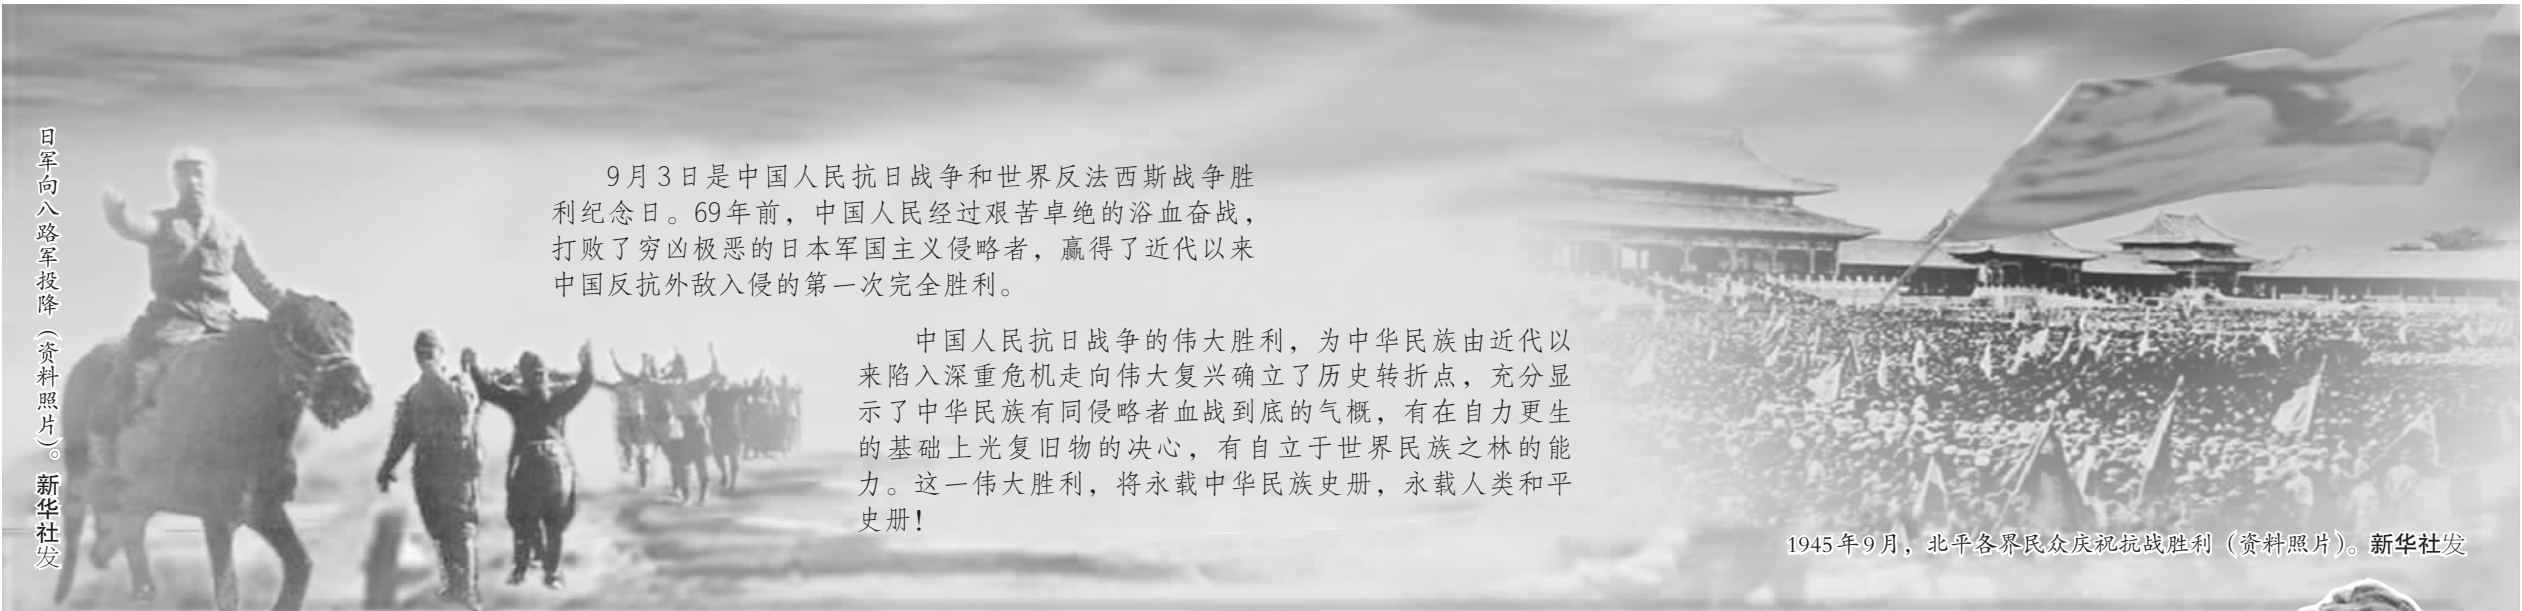 日军向八路军投降（资料照片）。新华社发
9月3日是中国人民抗日战争和世界反法西斯战争胜
利纪念日。69年前，中国人民经过艰苦卓绝的浴血奋战，
打败了穷凶极恶的日本军国主义侵略者，赢得了近代以来
中国反抗外敌入侵的第一次完全胜利。
中国人民抗日战争的伟大胜利，为中华民族由近代以
来陷入深重危机走向伟大复兴确立了历史转折点，充分显
示了中华民族有同侵略者血战到底的气概，有在自力更生
的基础上光复旧物的决心，有自立于世界民族之林的能
力。这一伟大胜利，将永载中华民族史册，永载人类和平
史册！
1945年9月，北平各界民众庆祝抗战胜利（资料照片）。新华社发